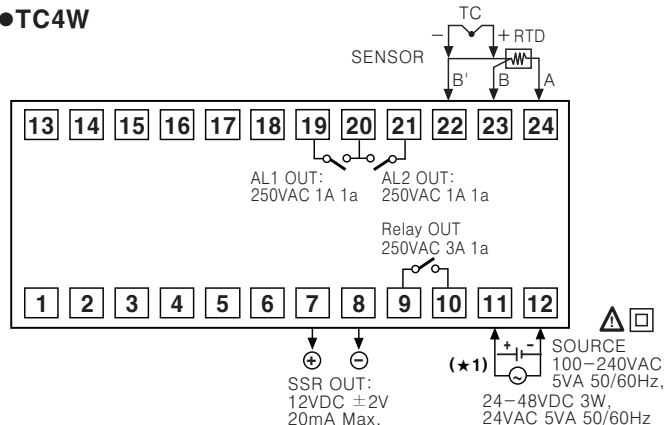 ●TC4W
TC
− + RTD
SENSOR
B' B A
13 14 15 16 17 18 19 20 21 22 23 24
AL1 OUT: AL2 OUT:
250VAC 1A 1a 250VAC 1A 1a
Relay OUT
250VAC 3A 1a
1 2 3 4 5 6 7 8 9 10 11 12
+ −
SSR OUT:
12VDC ±2V
20mA Max.
(★1)
+ −
SOURCE
100−240VAC
5VA 50/60Hz,
24−48VDC 3W,
24VAC 5VA 50/60Hz